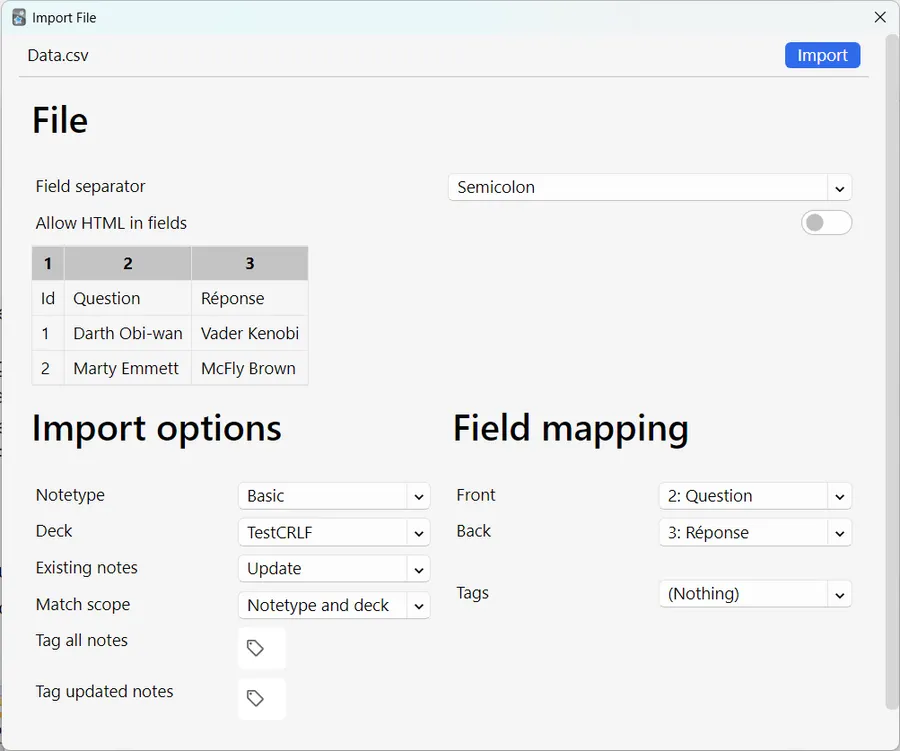 Import File
Data.csv
Import
File
Field separator
Semicolon
Allow HTML in fields
1 2 3
Id Question Réponse
1 Darth Obi-wan Vader Kenobi
2 Marty Emmett McFly Brown
Import options
Field mapping
Notetype Basic
Front 2: Question
Deck TestCRLF
Back 3: Réponse
Existing notes Update
Match scope Notetype and deck
Tags (Nothing)
Tag all notes
Tag updated notes